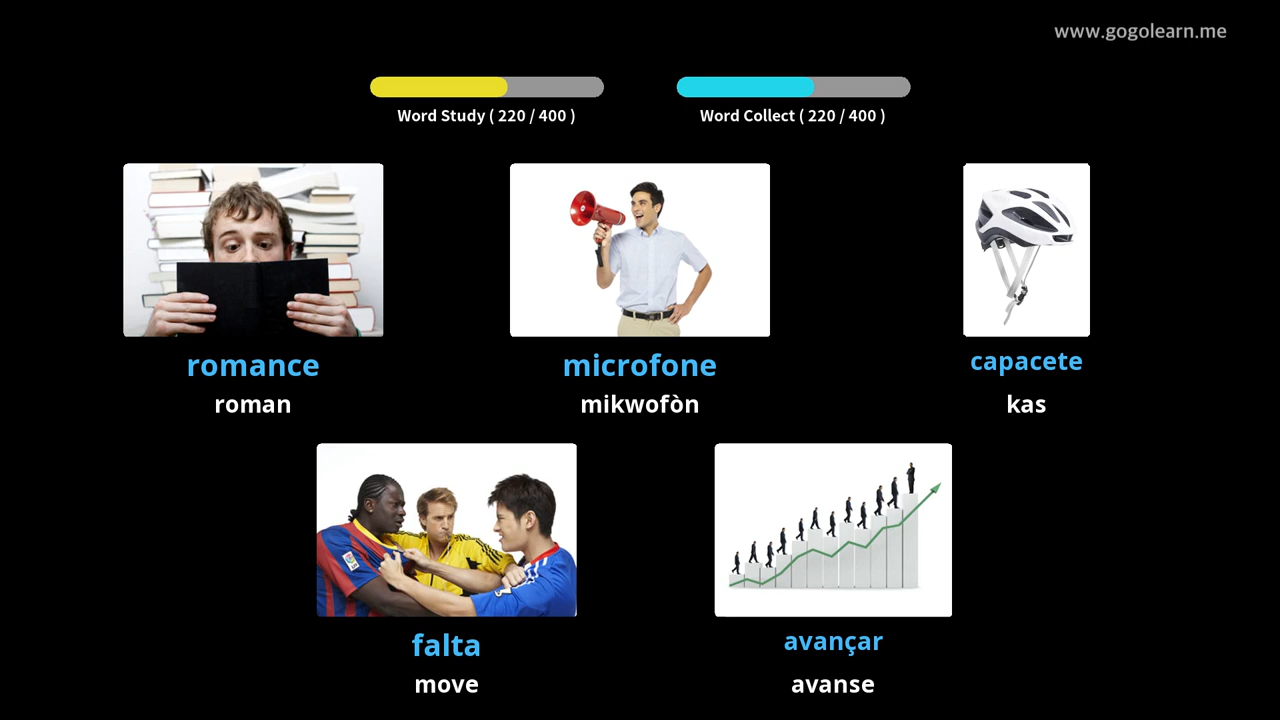 www.gogolearn.me
Word Study ( 220 / 400 )
Word Collect ( 220 / 400 )
romance
roman
microfone
mikwofòn
capacete
kas
falta
move
avançar
avanse